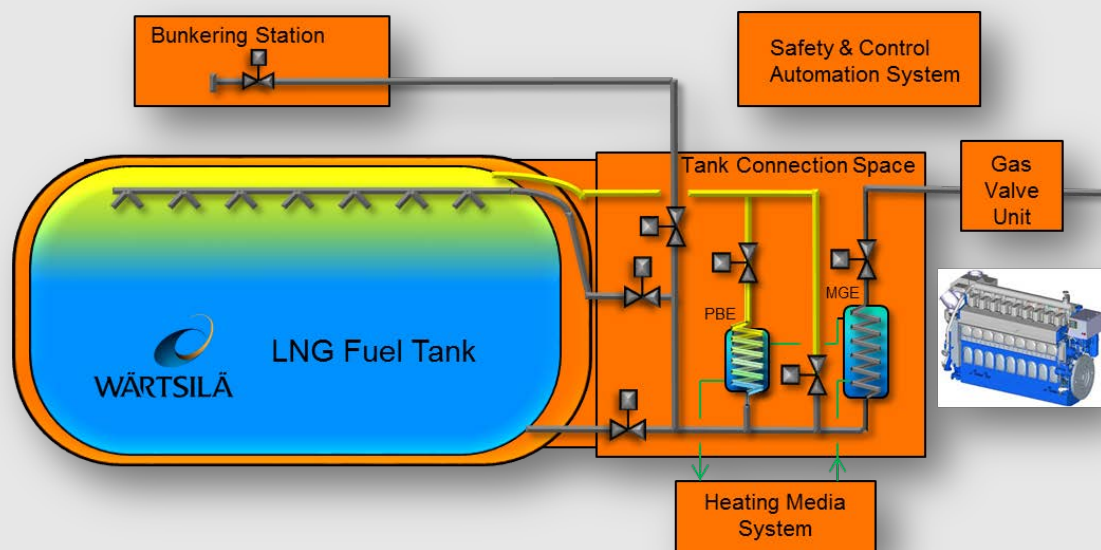 Bunkering Station
Safety & Control
Automation System
Tank Connection Space
Gas
Valve
Unit
MGE
PBE
LNG Fuel Tank
WÄRTSILÄ
Heating Media
System